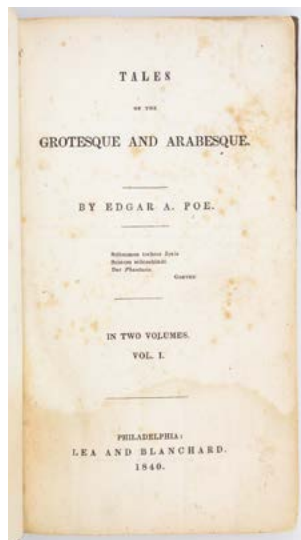 TALES
OF THE
GROTESQUE AND ARABESQUE.
BY EDGAR A. POE.
Seltsamen tochter Jovis
Seinem schosskinde
Der Phantasie.
GOETHE
IN TWO VOLUMES.
VOL. I.
PHILADELPHIA:
LEA AND BLANCHARD.
1840.